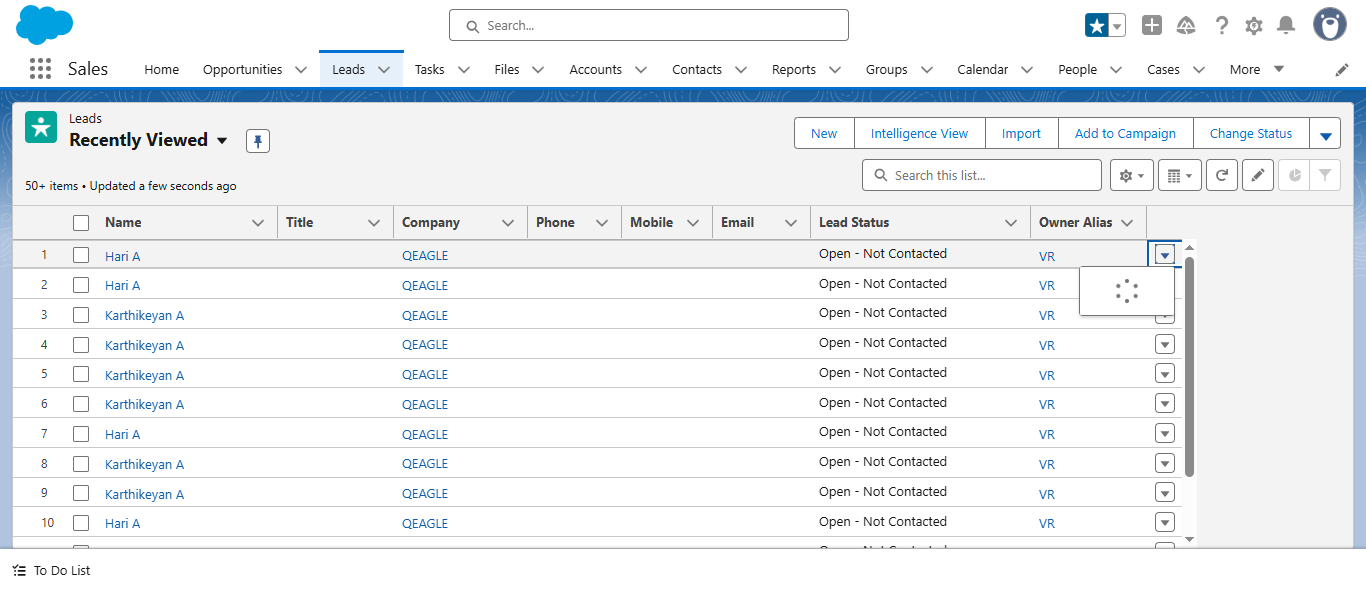 Search...
Sales
Home
Opportunities
Leads
Tasks
Files
Accounts
Contacts
Reports
Groups
Calendar
People
Cases
More
Leads
Recently Viewed
New
Intelligence View
Import
Add to Campaign
Change Status
50+ items • Updated a few seconds ago
Search this list...
Name Title Company Phone Mobile Email Lead Status Owner Alias
1 Hari A QEAGLE Open - Not Contacted VR
2 Hari A QEAGLE Open - Not Contacted VR
3 Karthikeyan A QEAGLE Open - Not Contacted VR
4 Karthikeyan A QEAGLE Open - Not Contacted VR
5 Karthikeyan A QEAGLE Open - Not Contacted VR
6 Karthikeyan A QEAGLE Open - Not Contacted VR
7 Hari A QEAGLE Open - Not Contacted VR
8 Karthikeyan A QEAGLE Open - Not Contacted VR
9 Karthikeyan A QEAGLE Open - Not Contacted VR
10 Hari A QEAGLE Open - Not Contacted VR
To Do List